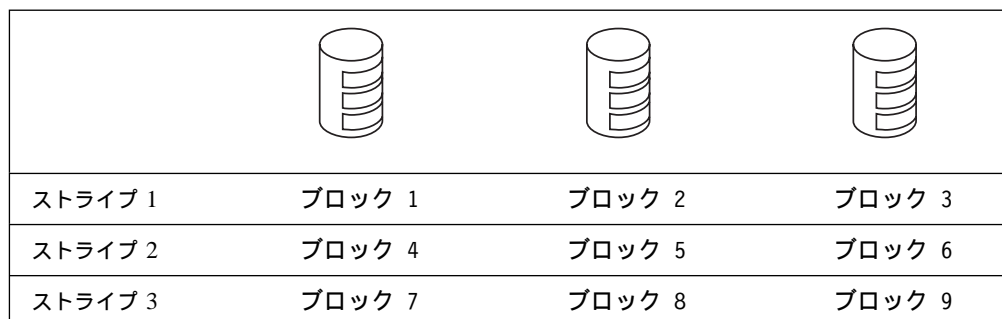 ストライプ 1 ブロック 1 ブロック 2 ブロック 3
ストライプ 2 ブロック 4 ブロック 5 ブロック 6
ストライプ 3 ブロック 7 ブロック 8 ブロック 9